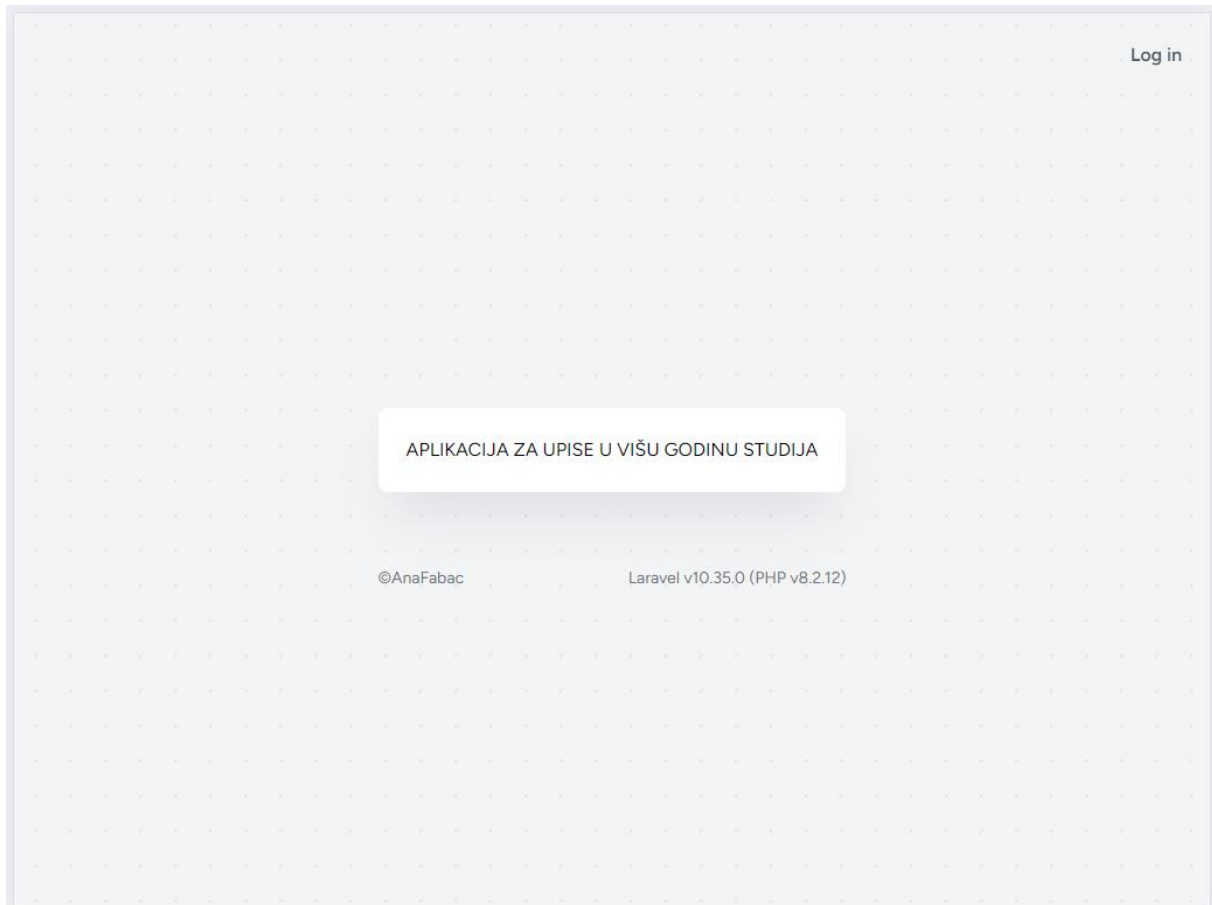 Log in
APLIKACIJA ZA UPISE U VIŠU GODINU STUDIJA
©AnaFabac Laravel v10.35.0 (PHP v8.2.12)